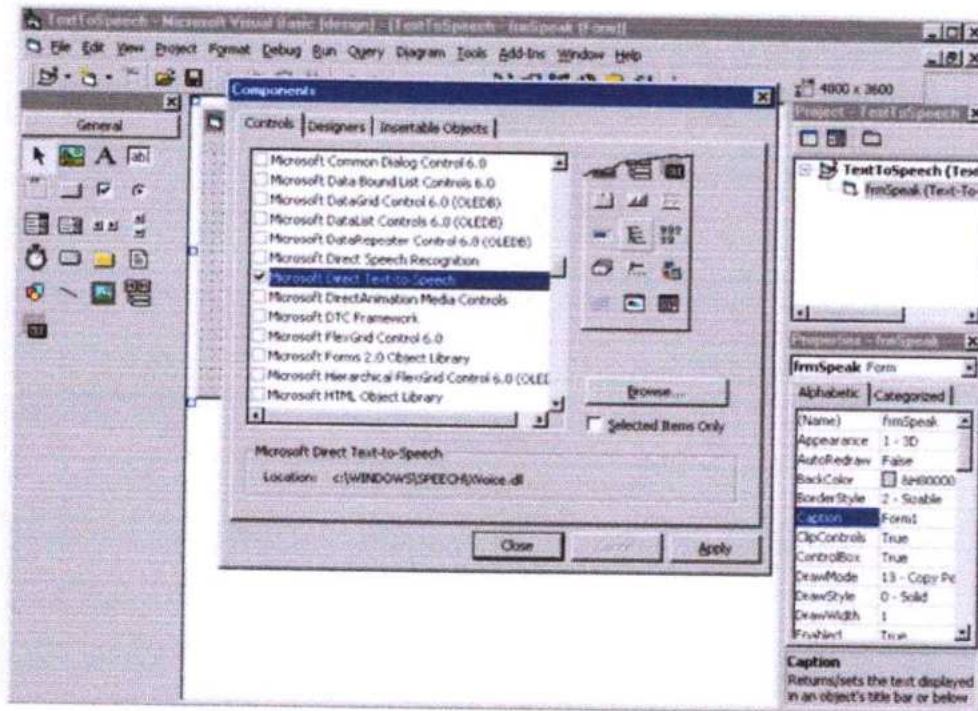 TextToSpeech - Microsoft Visual Basic [design] - [TextToSpeech - frmSpeak (Form)]
File Edit View Project Format Debug Run Query Diagram Tools Add-Ins Window Help
4800 x 3600
General
Components
Controls
Designers
Insertable Objects
Microsoft Common Dialog Control 6.0
Microsoft Data Bound List Controls 6.0
Microsoft DataGrid Control 6.0 (OLEDB)
Microsoft DataList Controls 6.0 (OLEDB)
Microsoft DataRepeater Control 6.0 (OLEDB)
Microsoft Direct Speech Recognition
Microsoft Direct Text-to-Speech
Microsoft DirectAnimation Media Controls
Microsoft DTC Framework
Microsoft FlexGrid Control 6.0
Microsoft Forms 2.0 Object Library
Microsoft Hierarchical FlexGrid Control 6.0 (OLED
Microsoft HTML Object Library
Browse...
Selected Items Only
Microsoft Direct Text-to-Speech
Location: c:\WINDOWS\SPEECH\XVoice.dll
Close
Apply
Project - TextToSpeech
TextToSpeech (Text
frmSpeak (Text-To
Properties - frmSpeak
frmSpeak Form
Alphabetic
Categorized
(Name) frmSpeak
Appearance 1 - 3D
AutoRedraw False
BackColor &H80000
BorderStyle 2 - Sizable
Caption Form1
ClipControls True
ControlBox True
DrawMode 13 - Copy Pe
DrawStyle 0 - Solid
DrawWidth 1
Enabled True
Caption
Returns/sets the text displayed
in an object's title bar or below